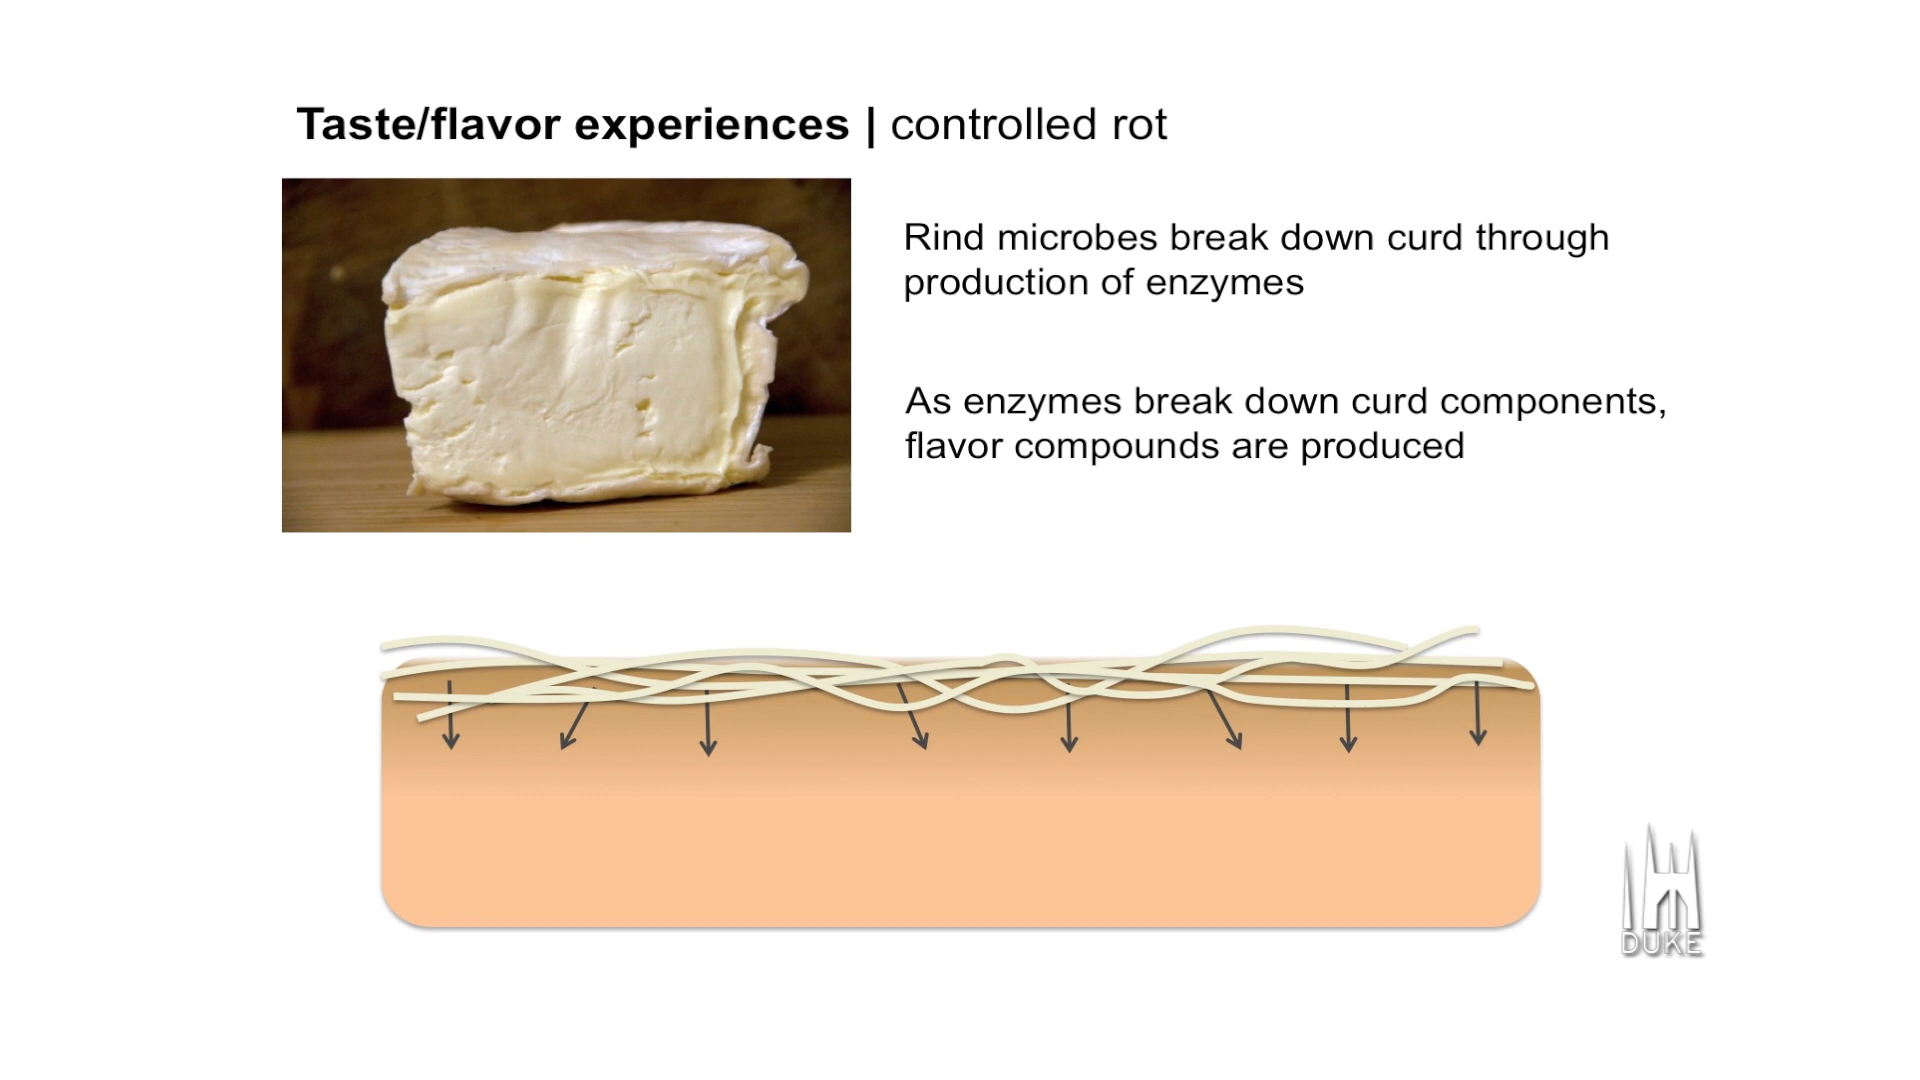 Taste/flavor experiences | controlled rot
Rind microbes break down curd through
production of enzymes
As enzymes break down curd components,
flavor compounds are produced
DUKE